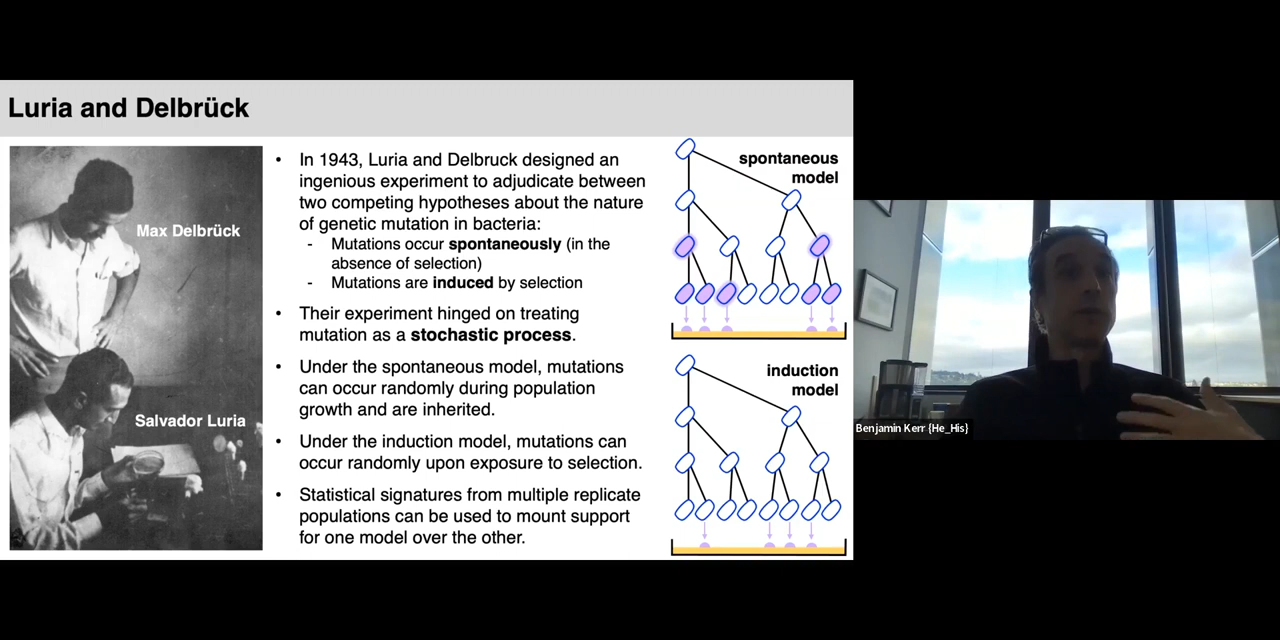 Luria and Delbrück
Max Delbrück
Salvador Luria
• In 1943, Luria and Delbruck designed an
ingenious experiment to adjudicate between
two competing hypotheses about the nature
of genetic mutation in bacteria:
- Mutations occur spontaneously (in the
absence of selection)
- Mutations are induced by selection
• Their experiment hinged on treating
mutation as a stochastic process.
• Under the spontaneous model, mutations
can occur randomly during population
growth and are inherited.
• Under the induction model, mutations can
occur randomly upon exposure to selection.
• Statistical signatures from multiple replicate
populations can be used to mount support
for one model over the other.
spontaneous
model
induction
model
Benjamin Kerr {He_His}